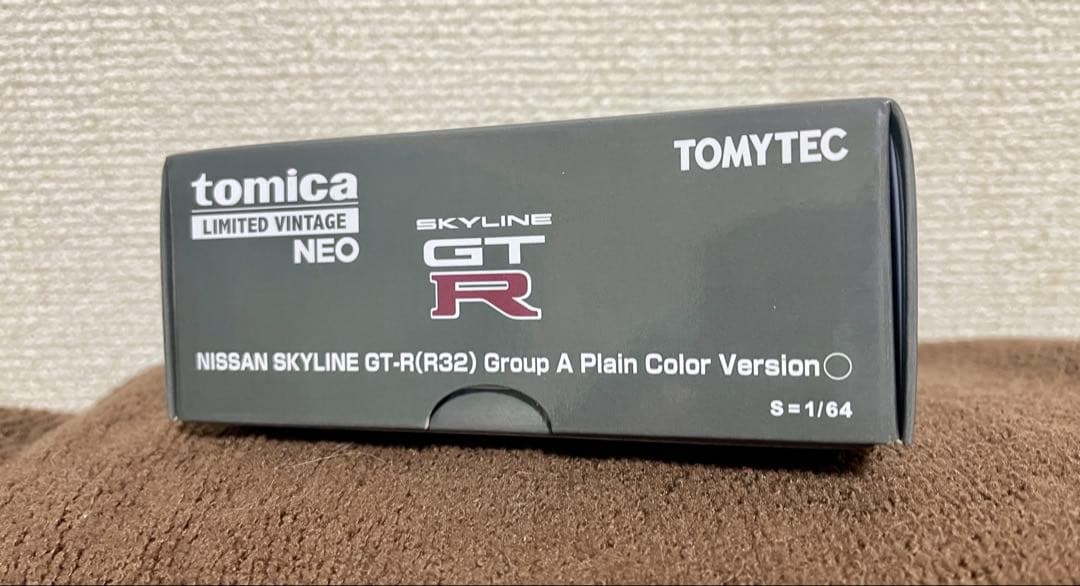 tomica
LIMITED VINTAGE
NEO
TOMYTEC
SKYLINE
GT
R
NISSAN SKYLINE GT-R(R32) Group A Plain Color Version○
S=1/64